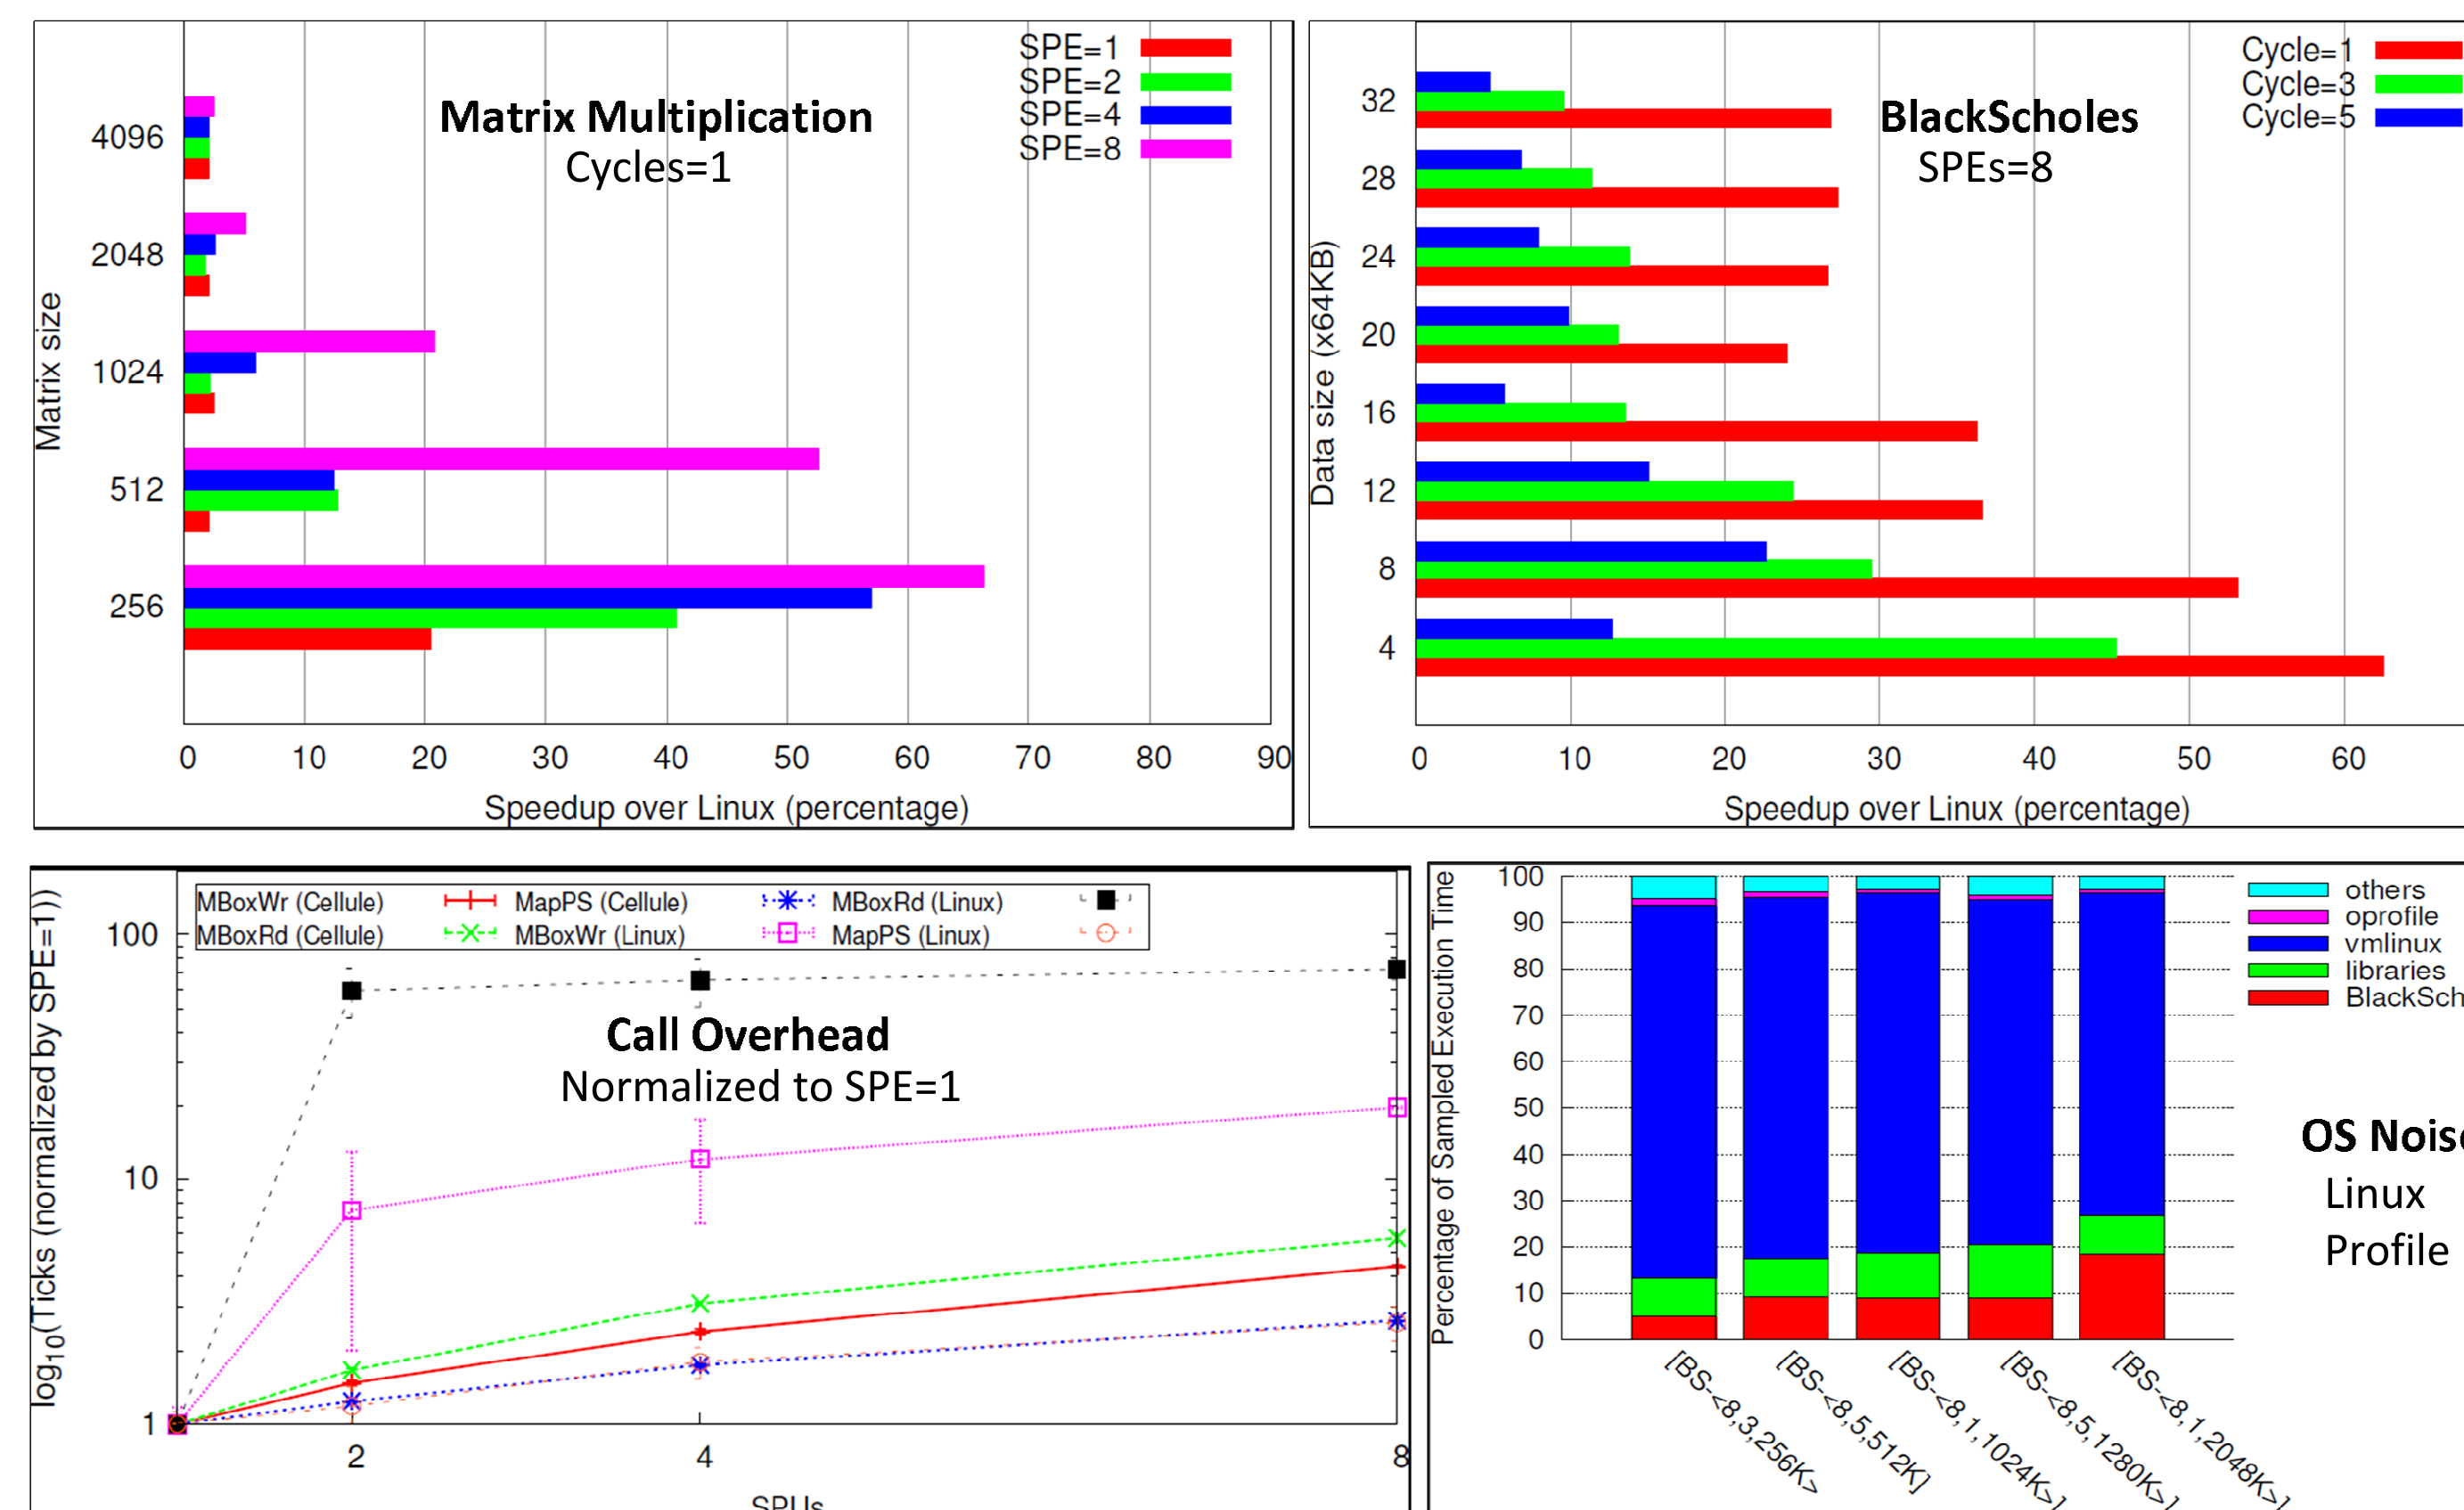 SPE=1
SPE=2
SPE=4
SPE=8
Matrix Multiplication
Cycles=1
Matrix size
4096
2048
1024
512
256
0 10 20 30 40 50 60 70 80 90
Speedup over Linux (percentage)
Cycle=1
Cycle=3
Cycle=5
BlackScholes
SPEs=8
Data size (x64KB)
32
28
24
20
16
12
8
4
0 10 20 30 40 50 60
Speedup over Linux (percentage)
log10(Ticks (normalized by SPE=1))
MBoxWr (Cellule) MapPS (Cellule) MBoxRd (Linux)
MBoxRd (Cellule) MBoxWr (Linux) MapPS (Linux)
100
10
1
Call Overhead
Normalized to SPE=1
2 4 8
SPUs
Percentage of Sampled Execution Time
100
90
80
70
60
50
40
30
20
10
0
others
oprofile
vmlinux
libraries
BlackSch
OS Noise
Linux
Profile
[BS-<8,3,256K>
[BS-<8,5,512K]
[BS-<8,1,1024K>]
[BS-<8,5,1280K>]
[BS-<8,1,2048K>]